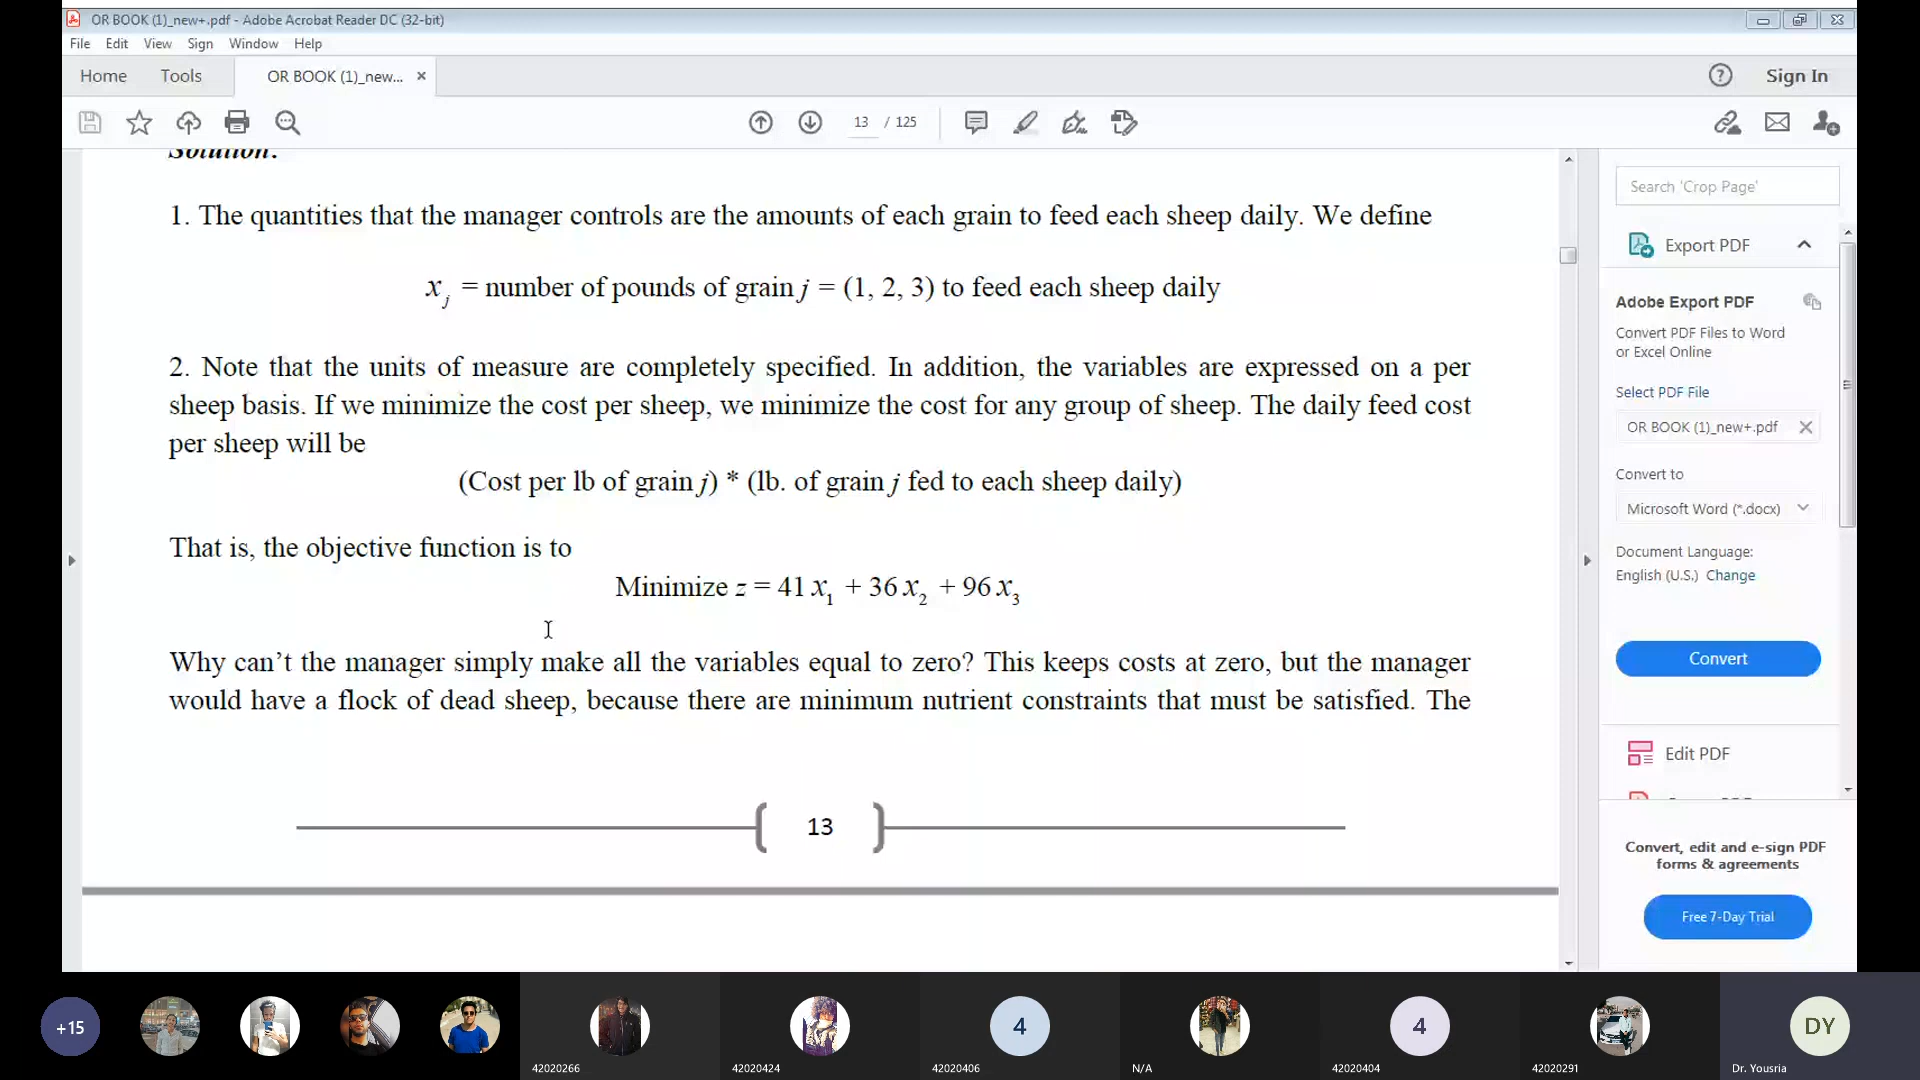 OR BOOK (1)_new+.pdf - Adobe Acrobat Reader DC (32-bit)
File Edit View Sign Window Help
Home Tools OR BOOK (1)_new... × Sign In
13 / 125
Solution:
1. The quantities that the manager controls are the amounts of each grain to feed each sheep daily. We define
x_j = number of pounds of grain j = (1, 2, 3) to feed each sheep daily
2. Note that the units of measure are completely specified. In addition, the variables are expressed on a per
sheep basis. If we minimize the cost per sheep, we minimize the cost for any group of sheep. The daily feed cost
per sheep will be
(Cost per lb of grain j) * (lb. of grain j fed to each sheep daily)
That is, the objective function is to
Minimize z = 41 x_1 + 36 x_2 + 96 x_3
Why can’t the manager simply make all the variables equal to zero? This keeps costs at zero, but the manager
would have a flock of dead sheep, because there are minimum nutrient constraints that must be satisfied. The
13
Search 'Crop Page'
Export PDF
Adobe Export PDF
Convert PDF Files to Word
or Excel Online
Select PDF File
OR BOOK (1)_new+.pdf
Convert to
Microsoft Word (*.docx)
Document Language:
English (U.S.) Change
Convert
Edit PDF
Convert, edit and e-sign PDF
forms & agreements
Free 7-Day Trial
+15 4 4 DY
42020266 42020424 42020406 N/A 42020404 42020291 Dr. Yousria